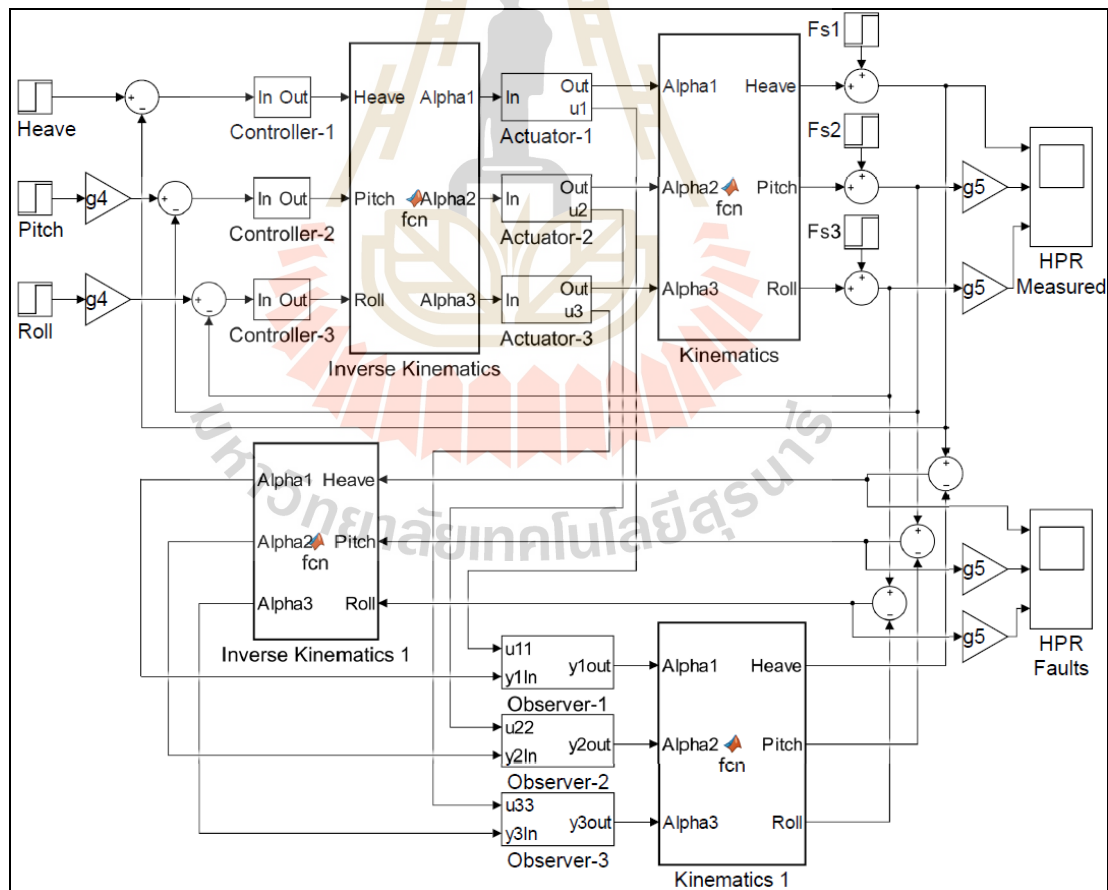 Fs1
Heave
In Out
Controller-1
Heave
Alpha1
In
Out
u1
Actuator-1
Alpha1
Heave
Fs2
Pitch
g4
In Out
Controller-2
Pitch
fcn
Alpha2
In
Out
u2
Actuator-2
Alpha2
fcn
Pitch
g5
Fs3
Roll
g4
In Out
Controller-3
Roll
Alpha3
In
Out
u3
Actuator-3
Alpha3
Roll
g5
HPR
Measured
Inverse Kinematics
Kinematics
มหาวิทยาลัยเทคโนโลยีสุรนารี
Alpha1
Heave
Alpha2
fcn
Pitch
Alpha3
Roll
Inverse Kinematics 1
g5
g5
HPR
Faults
u11
y1In
y1out
Observer-1
Alpha1
Heave
u22
y2In
y2out
Observer-2
Alpha2
fcn
Pitch
u33
y3In
y3out
Observer-3
Alpha3
Roll
Kinematics 1